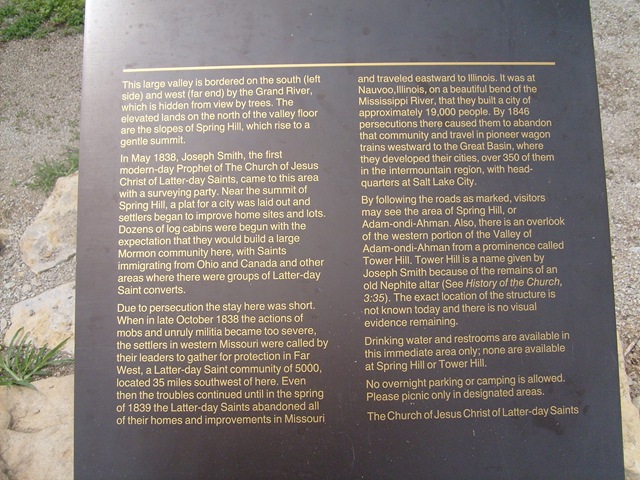 This large valley is bordered on the south (left
side) and west (far end) by the Grand River,
which is hidden from view by trees. The
elevated lands on the north of the valley floor
are the slopes of Spring Hill, which rise to a
gentle summit.
In May 1838, Joseph Smith, the first
modern-day Prophet of The Church of Jesus
Christ of Latter-day Saints, came to this area
with a surveying party. Near the summit of
Spring Hill, a plat for a city was laid out and
settlers began to improve home sites and lots.
Dozens of log cabins were begun with the
expectation that they would build a large
Mormon community here, with Saints
immigrating from Ohio and Canada and other
areas where there were groups of Latter-day
Saint converts.
Due to persecution the stay here was short.
When in late October 1838 the actions of
mobs and unruly militia became too severe,
the settlers in western Missouri were called by
their leaders to gather for protection in Far
West, a Latter-day Saint community of 5000,
located 35 miles southwest of here. Even
then the troubles continued until in the spring
of 1839 the Latter-day Saints abandoned all
of their homes and improvements in Missouri
and traveled eastward to Illinois. It was at
Nauvoo, Illinois, on a beautiful bend of the
Mississippi River, that they built a city of
approximately 19,000 people. By 1846
persecutions there caused them to abandon
that community and travel in pioneer wagon
trains westward to the Great Basin, where
they developed their cities, over 350 of them
in the intermountain region, with head-
quarters at Salt Lake City.
By following the roads as marked, visitors
may see the area of Spring Hill, or
Adam-ondi-Ahman. Also, there is an overlook
of the western portion of the Valley of
Adam-ondi-Ahman from a prominence called
Tower Hill. Tower Hill is a name given by
Joseph Smith because of the remains of an
old Nephite altar (See History of the Church,
3:35). The exact location of the structure is
not known today and there is no visual
evidence remaining.
Drinking water and restrooms are available in
this immediate area only; none are available
at Spring Hill or Tower Hill.
No overnight parking or camping is allowed.
Please picnic only in designated areas.
The Church of Jesus Christ of Latter-day Saints